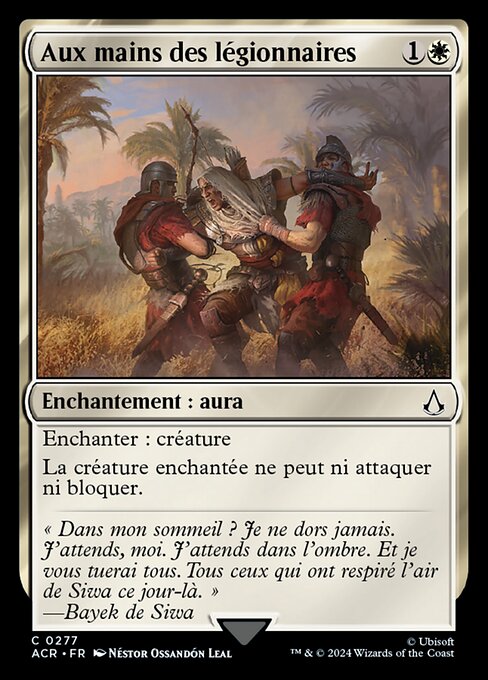 Aux mains des légionnaires 1
Enchantement : aura
Enchanter : créature
La créature enchantée ne peut ni attaquer
ni bloquer.
« Dans mon sommeil ? Je ne dors jamais.
J'attends, moi. J'attends dans l'ombre. Et je
vous tuerai tous. Tous ceux qui ont respiré l'air
de Siwa ce jour-là. »
—Bayek de Siwa
C 0277 © Ubisoft
ACR • FR Néstor Ossandón Leal ™ & © 2024 Wizards of the Coast